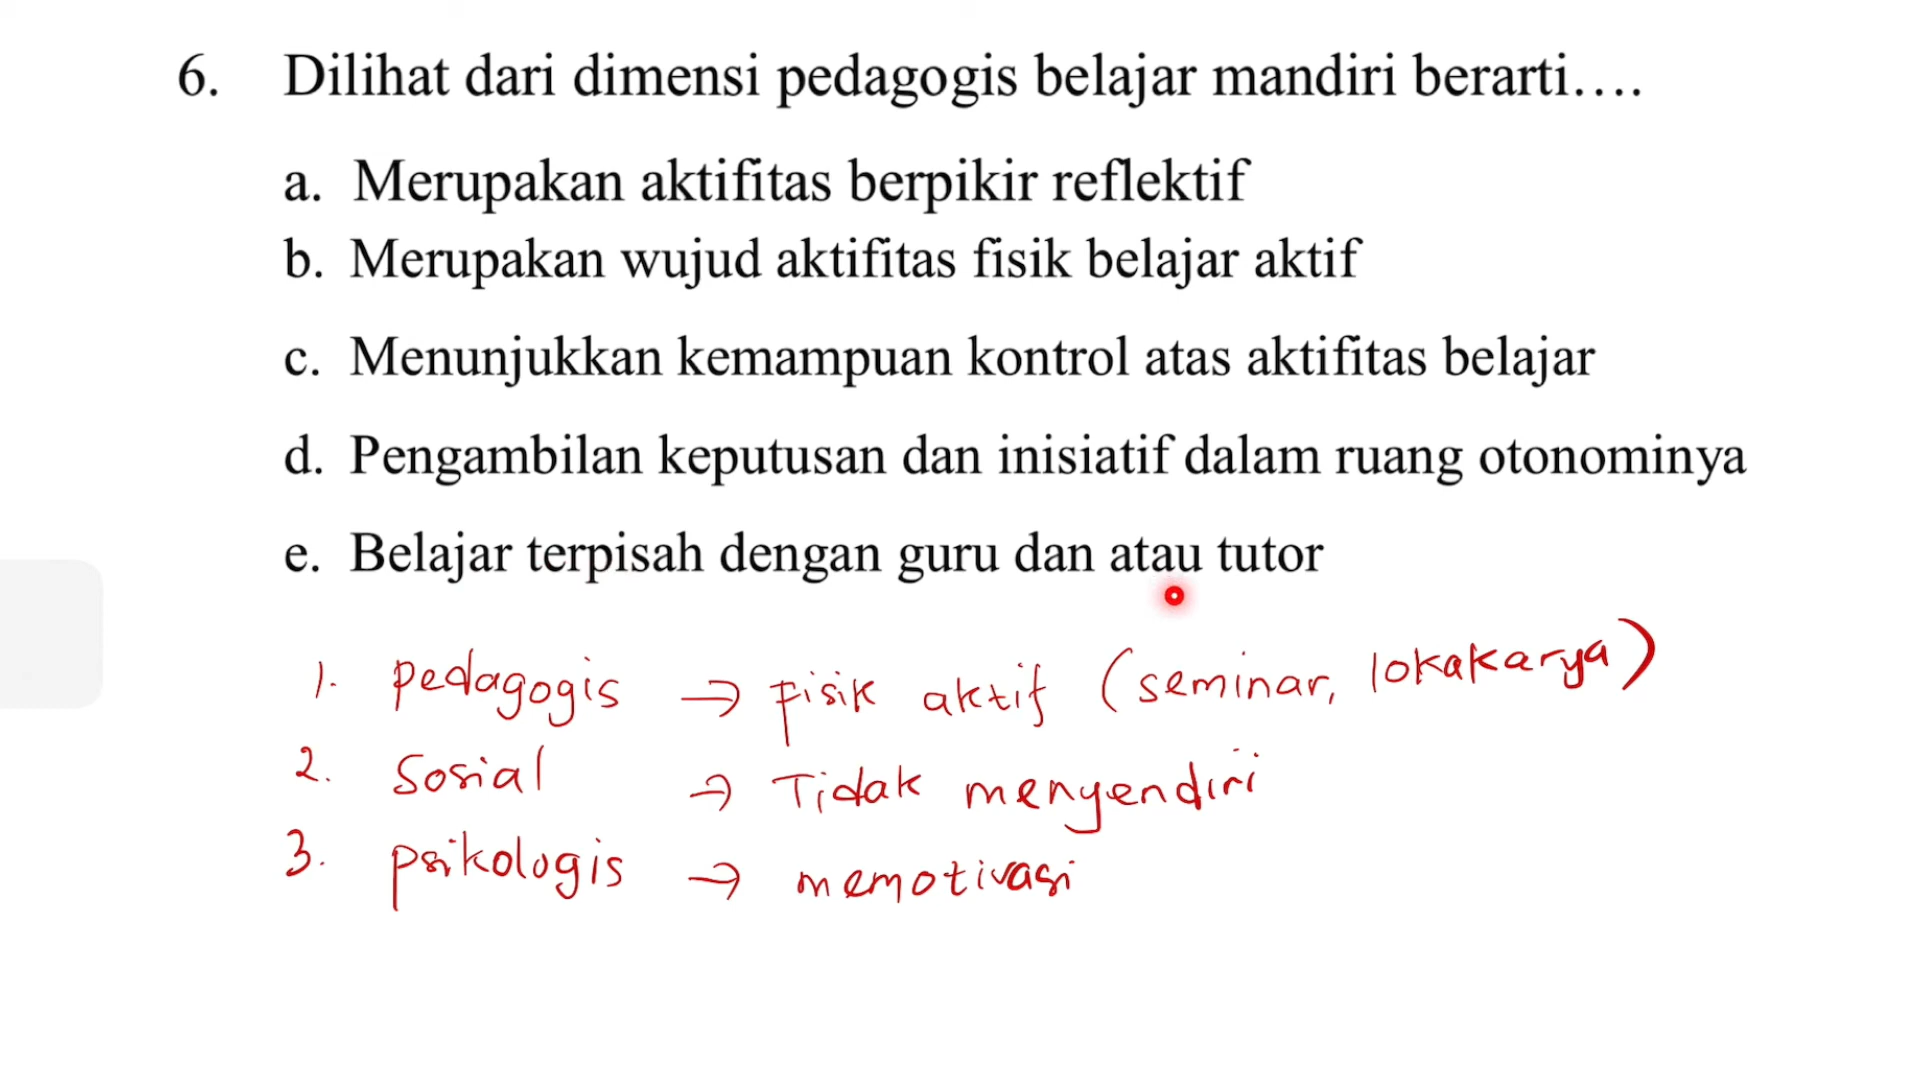 6. Dilihat dari dimensi pedagogis belajar mandiri berarti....
a. Merupakan aktifitas berpikir reflektif
b. Merupakan wujud aktifitas fisik belajar aktif
c. Menunjukkan kemampuan kontrol atas aktifitas belajar
d. Pengambilan keputusan dan inisiatif dalam ruang otonominya
e. Belajar terpisah dengan guru dan atau tutor
1. pedagogis → fisik aktif (seminar, lokakarya)
2. Sosial → Tidak menyendiri
3. psikologis → memotivasi